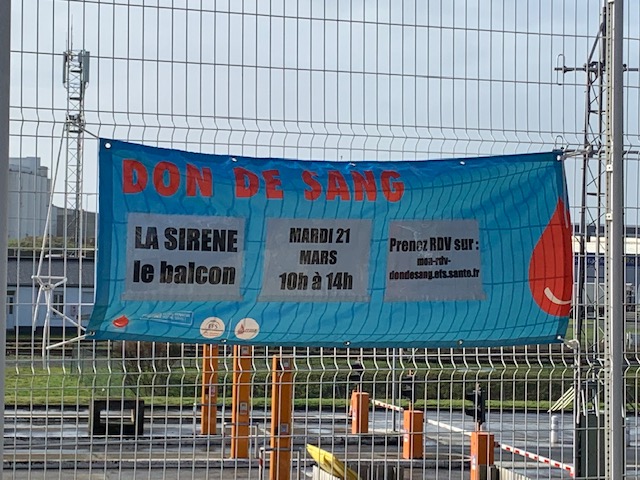 DON DE SANG
LA SIRENE
le balcon
MARDI 21
MARS
10h à 14h
Prenez RDV sur :
mon-rdv-
dondesang.efs.sante.fr